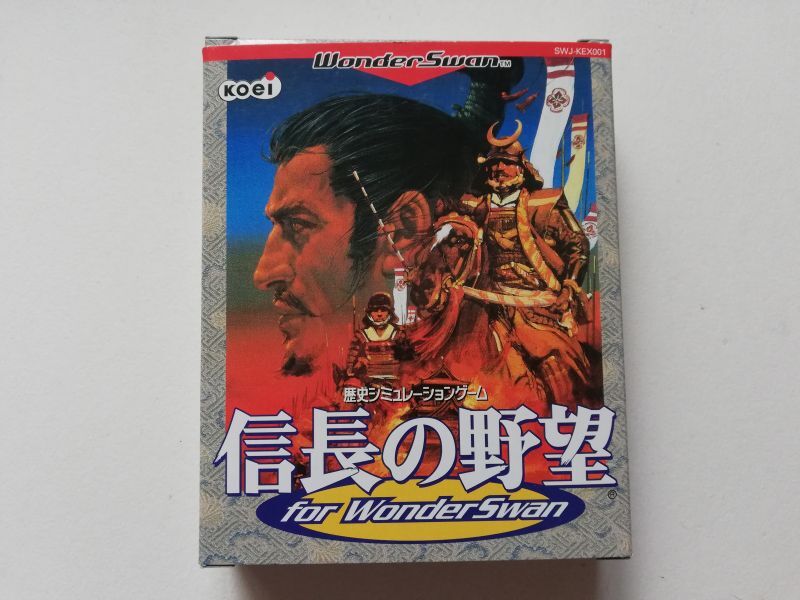 WonderSwan™
SWJ-KEX001
KOEI
歴史シミュレーションゲーム
信長の野望®
for WonderSwan